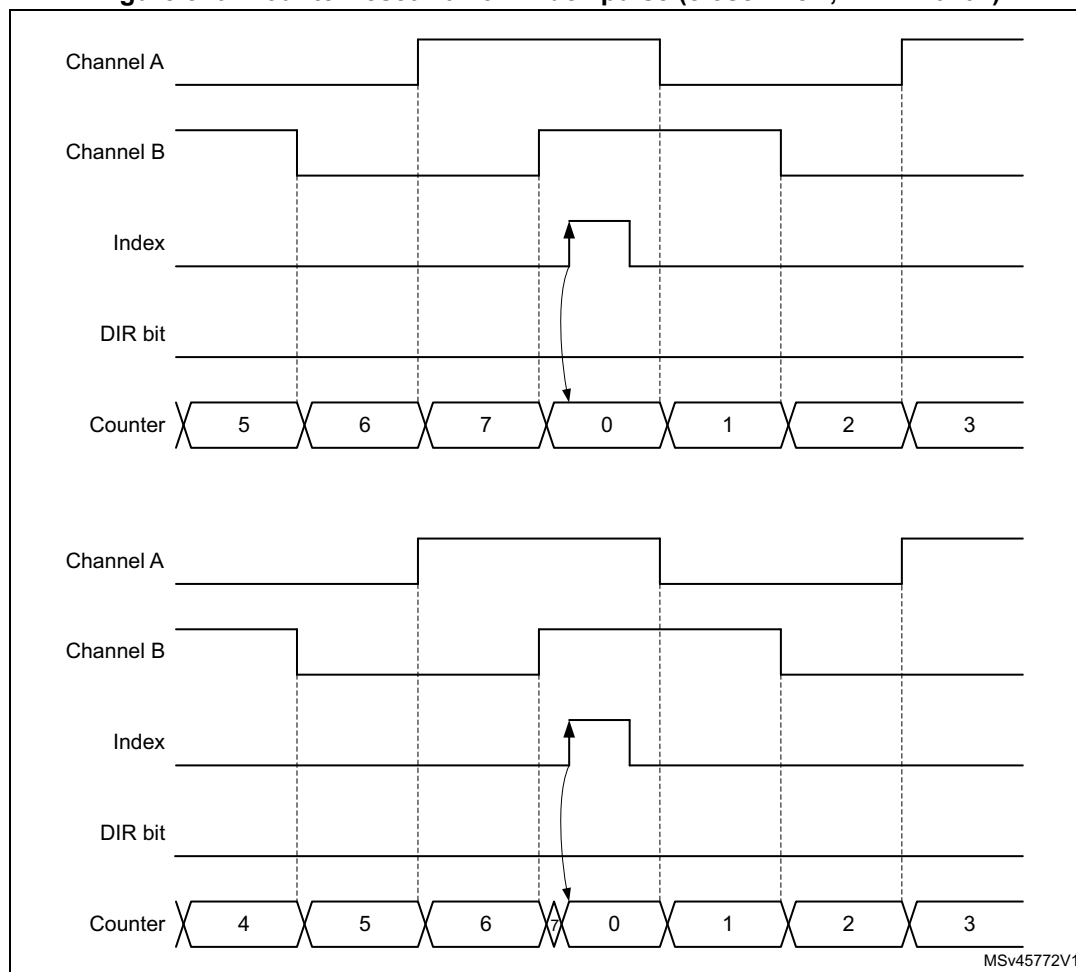 Channel A
Channel B
Index
DIR bit
Counter 5 6 7 0 1 2 3
Channel A
Channel B
Index
DIR bit
Counter 4 5 6 7 0 1 2 3
MSv45772V1